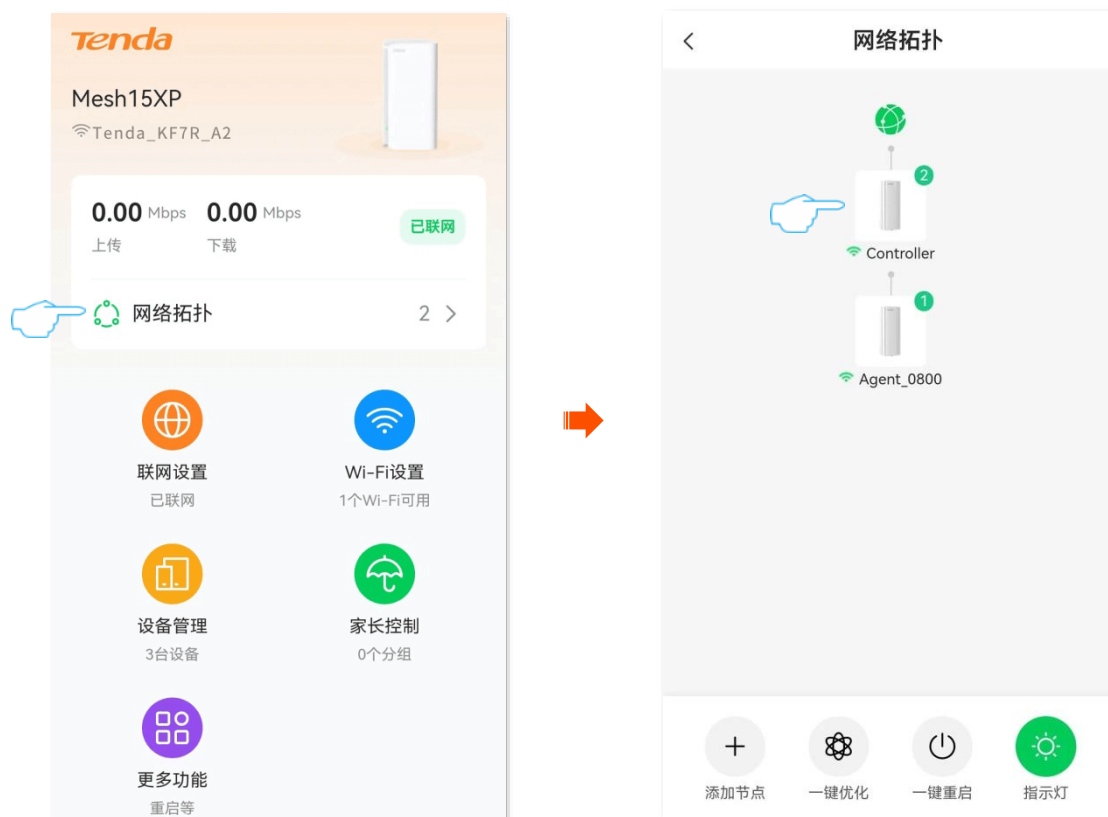 Tenda
Mesh15XP
Tenda_KF7R_A2
0.00 Mbps 0.00 Mbps
上传 下载
已联网
网络拓扑 2
联网设置
已联网
Wi-Fi设置
1个Wi-Fi可用
设备管理
3台设备
家长控制
0个分组
更多功能
重启等
网络拓扑
2
Controller
1
Agent_0800
添加节点
一键优化
一键重启
指示灯